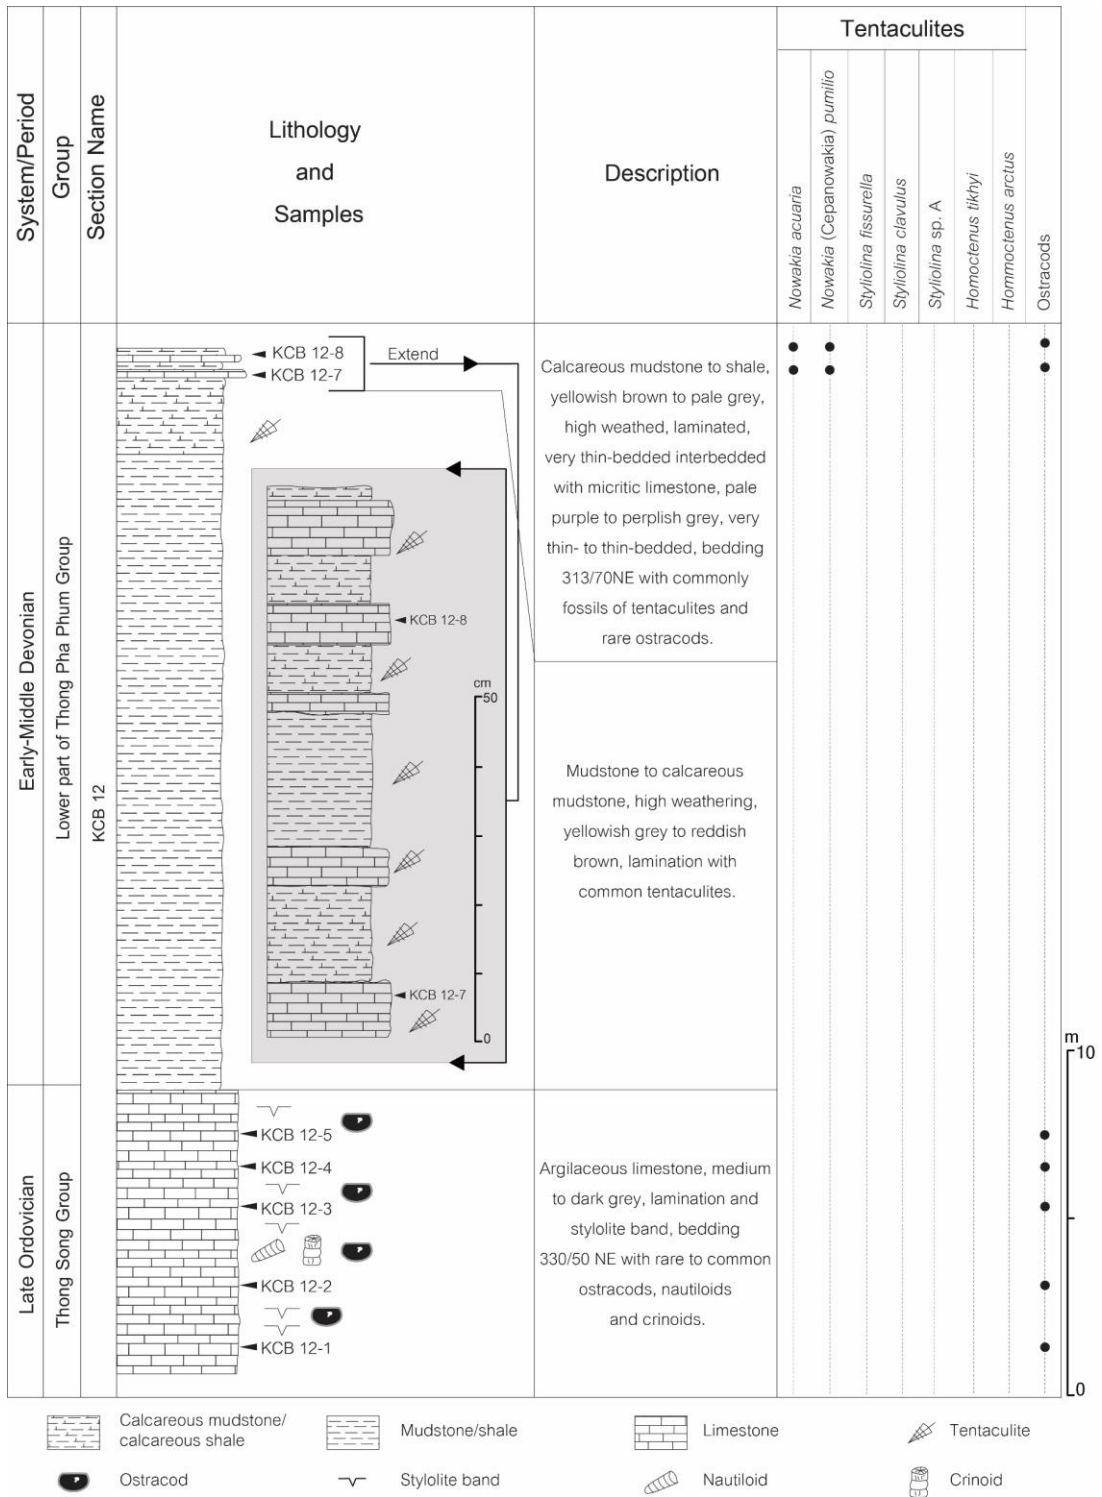 System/Period
Group
Section Name
Lithology
and
Samples
Description
Tentaculites
Nowakia acuaria
Nowakia (Cepanowakia) pumilio
Styliolina fissurella
Styliolina clavulus
Styliolina sp. A
Homoctenus tikhyi
Hommoctenus arctus
Ostracods
Early-Middle Devonian
Lower part of Thong Pha Phum Group
KCB 12
KCB 12-8
KCB 12-7
Extend
KCB 12-8
cm
50
KCB 12-7
0
Calcareous mudstone to shale,
yellowish brown to pale grey,
high weathed, laminated,
very thin-bedded interbedded
with micritic limestone, pale
purple to perplish grey, very
thin- to thin-bedded, bedding
313/70NE with commonly
fossils of tentaculites and
rare ostracods.
Mudstone to calcareous
mudstone, high weathering,
yellowish grey to reddish
brown, lamination with
common tentaculites.
m
10
0
Late Ordovician
Thong Song Group
KCB 12-5
KCB 12-4
KCB 12-3
KCB 12-2
KCB 12-1
Argilaceous limestone, medium
to dark grey, lamination and
stylolite band, bedding
330/50 NE with rare to common
ostracods, nautiloids
and crinoids.
Calcareous mudstone/
calcareous shale
Mudstone/shale
Limestone
Tentaculite
Ostracod
Stylolite band
Nautiloid
Crinoid